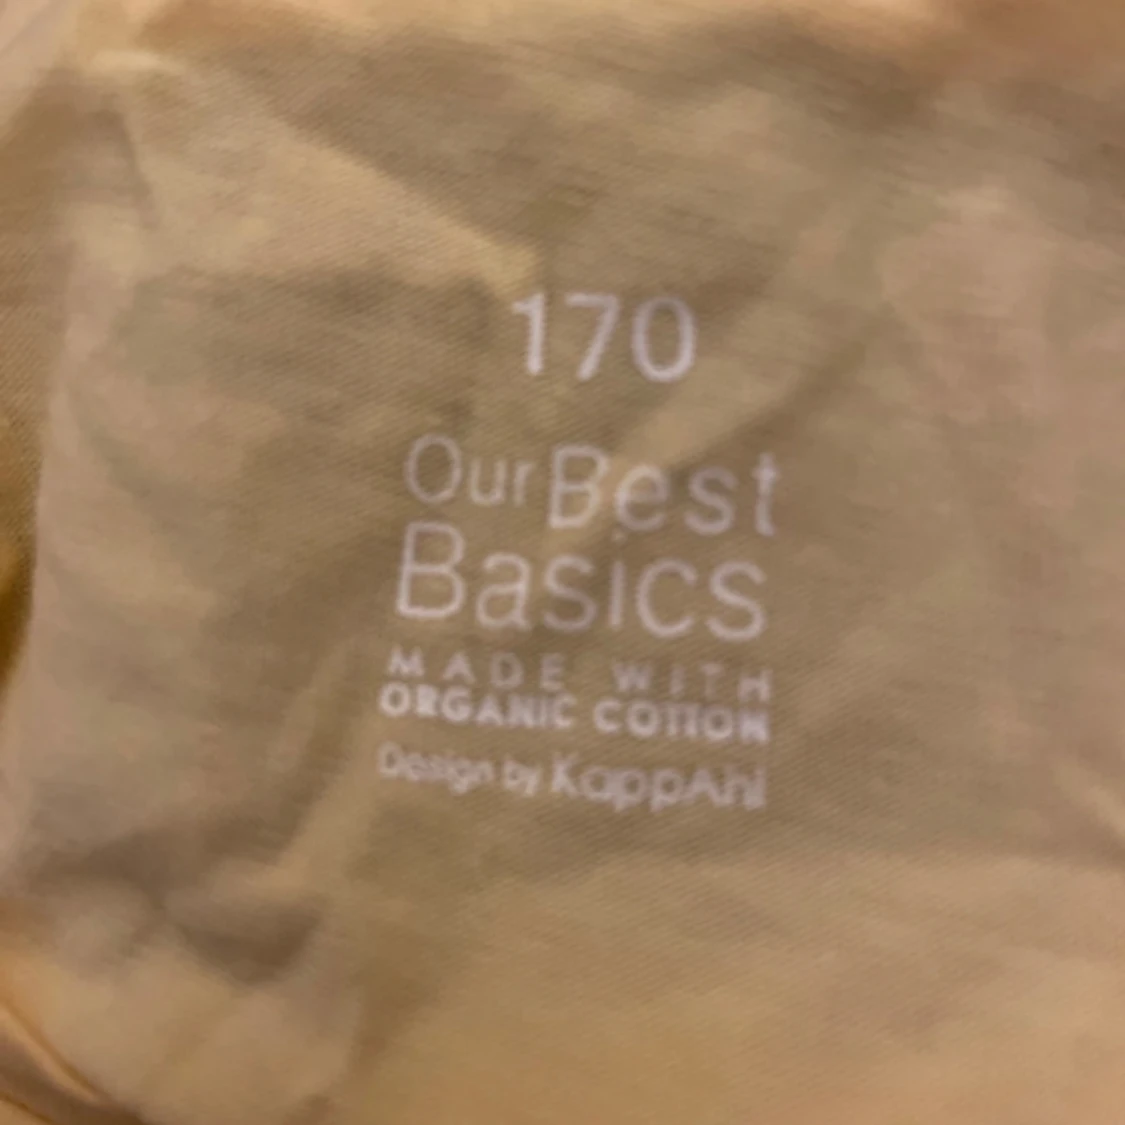 170
Our Best
Basics
MADE WITH
ORGANIC COTTON
Design by KappAhl